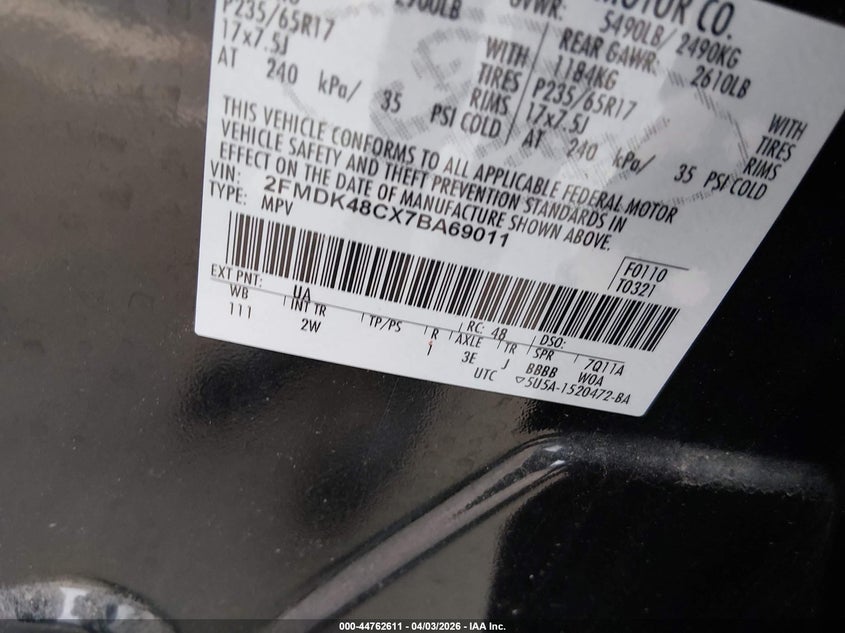 MOTOR CO.
GVWR: 5490LB/ 2490KG
2900LB REAR GAWR: 2610LB
P235/65R17 WITH 1184KG WITH
17x7.5J TIRES P235/65R17 TIRES
AT 240 kPa/ 35 RIMS PSI COLD 17x7.5J RIMS
AT 240 kPa/ 35 PSI COLD
THIS VEHICLE CONFORMS TO ALL APPLICABLE FEDERAL MOTOR
VEHICLE SAFETY AND THEFT PREVENTION STANDARDS IN
EFFECT ON THE DATE OF MANUFACTURE SHOWN ABOVE.
VIN: 2FMDK48CX7BA69011
TYPE: MPV
F0110
T0321
EXT PNT: UA RC: 48 DSO:
WB INT TR TP/PS R AXLE TR SPR 7Q11A
111 2W 1 3E J BBBB W0A
UTC 5U5A-1520472-BA
000-44762611 - 04/03/2026 - IAA Inc.